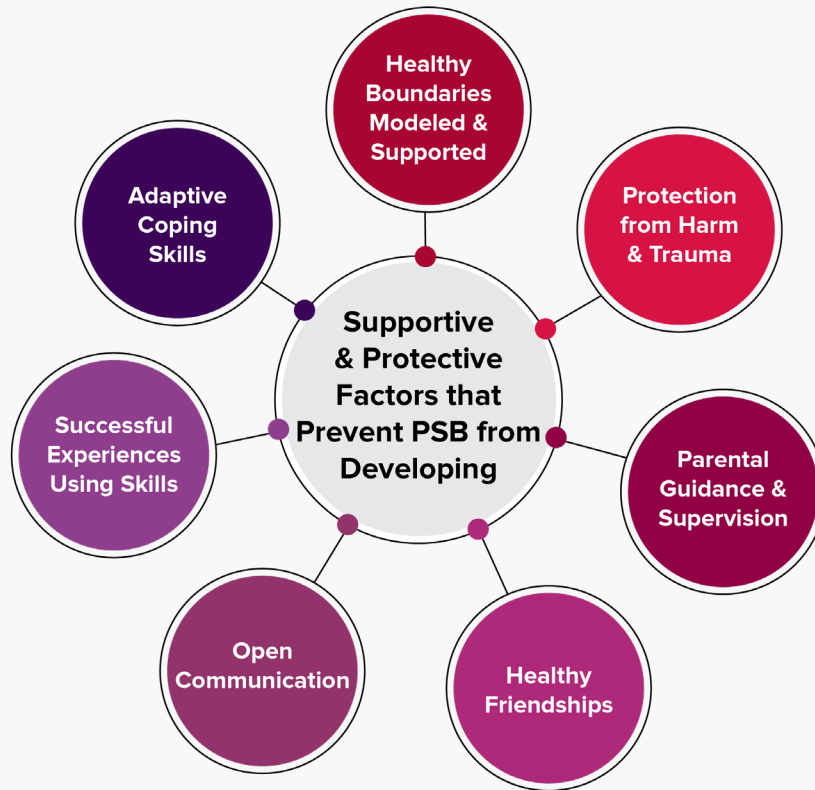 Healthy
Boundaries
Modeled &
Supported
Protection
from Harm
& Trauma
Parental
Guidance &
Supervision
Healthy
Friendships
Open
Communication
Successful
Experiences
Using Skills
Adaptive
Coping
Skills
Supportive
& Protective
Factors that
Prevent PSB from
Developing